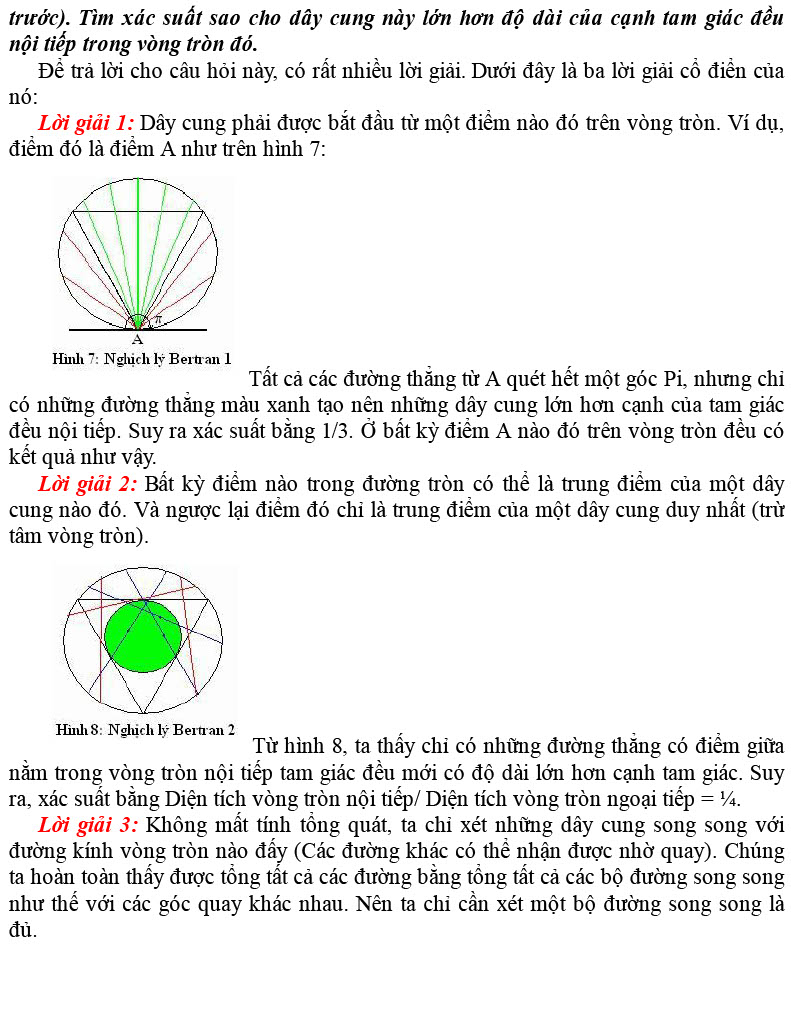 trước). Tìm xác suất sao cho dây cung này lớn hơn độ dài của cạnh tam giác đều
nội tiếp trong vòng tròn đó.
Để trả lời cho câu hỏi này, có rất nhiều lời giải. Dưới đây là ba lời giải cổ điển của
nó:
Lời giải 1: Dây cung phải được bắt đầu từ một điểm nào đó trên vòng tròn. Ví dụ,
điểm đó là điểm A như trên hình 7:
π
A
Hình 7: Nghịch lý Bertran 1
Tất cả các đường thẳng từ A quét hết một góc Pi, nhưng chỉ
có những đường thẳng màu xanh tạo nên những dây cung lớn hơn cạnh của tam giác
đều nội tiếp. Suy ra xác suất bằng 1/3. Ở bất kỳ điểm A nào đó trên vòng tròn đều có
kết quả như vậy.
Lời giải 2: Bất kỳ điểm nào trong đường tròn có thể là trung điểm của một dây
cung nào đó. Và ngược lại điểm đó chỉ là trung điểm của một dây cung duy nhất (trừ
tâm vòng tròn).
Hình 8: Nghịch lý Bertran 2
Từ hình 8, ta thấy chỉ có những đường thẳng có điểm giữa
nằm trong vòng tròn nội tiếp tam giác đều mới có độ dài lớn hơn cạnh tam giác. Suy
ra, xác suất bằng Diện tích vòng tròn nội tiếp/ Diện tích vòng tròn ngoại tiếp = ¼.
Lời giải 3: Không mất tính tổng quát, ta chỉ xét những dây cung song song với
đường kính vòng tròn nào đấy (Các đường khác có thể nhận được nhờ quay). Chúng
ta hoàn toàn thấy được tổng tất cả các đường bằng tổng tất cả các bộ đường song song
như thế với các góc quay khác nhau. Nên ta chỉ cần xét một bộ đường song song là
đủ.